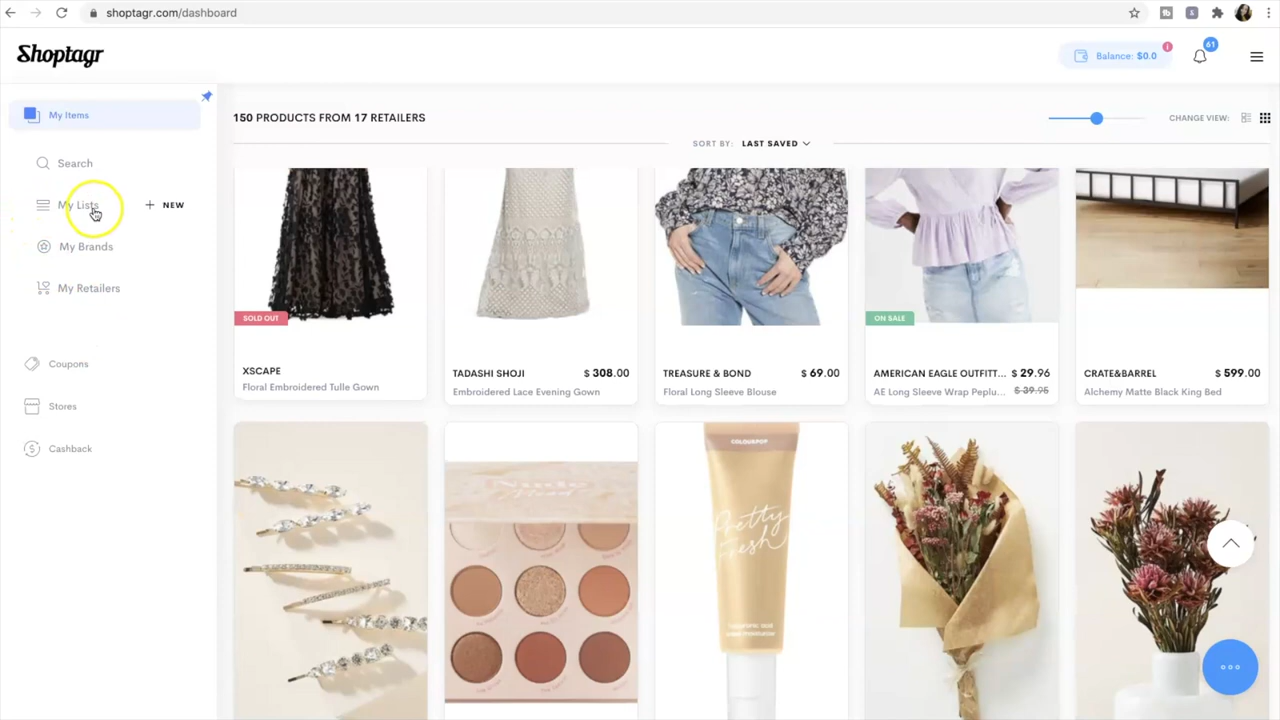 shoptagr.com/dashboard
Shoptagr
Balance: $0.0
i
61
My Items
Search
My Lists
+ NEW
My Brands
My Retailers
Coupons
Stores
Cashback
150 PRODUCTS FROM 17 RETAILERS
CHANGE VIEW:
SORT BY: LAST SAVED
SOLD OUT
XSCAPE
Floral Embroidered Tulle Gown
TADASHI SHOJI $ 308.00
Embroidered Lace Evening Gown
TREASURE & BOND $ 69.00
Floral Long Sleeve Blouse
ON SALE
AMERICAN EAGLE OUTFITT... $ 29.96
AE Long Sleeve Wrap Peplu... $ 39.95
CRATE&BARREL $ 599.00
Alchemy Matte Black King Bed
Nude
Mood
COLOURPOP
Pretty
Fresh